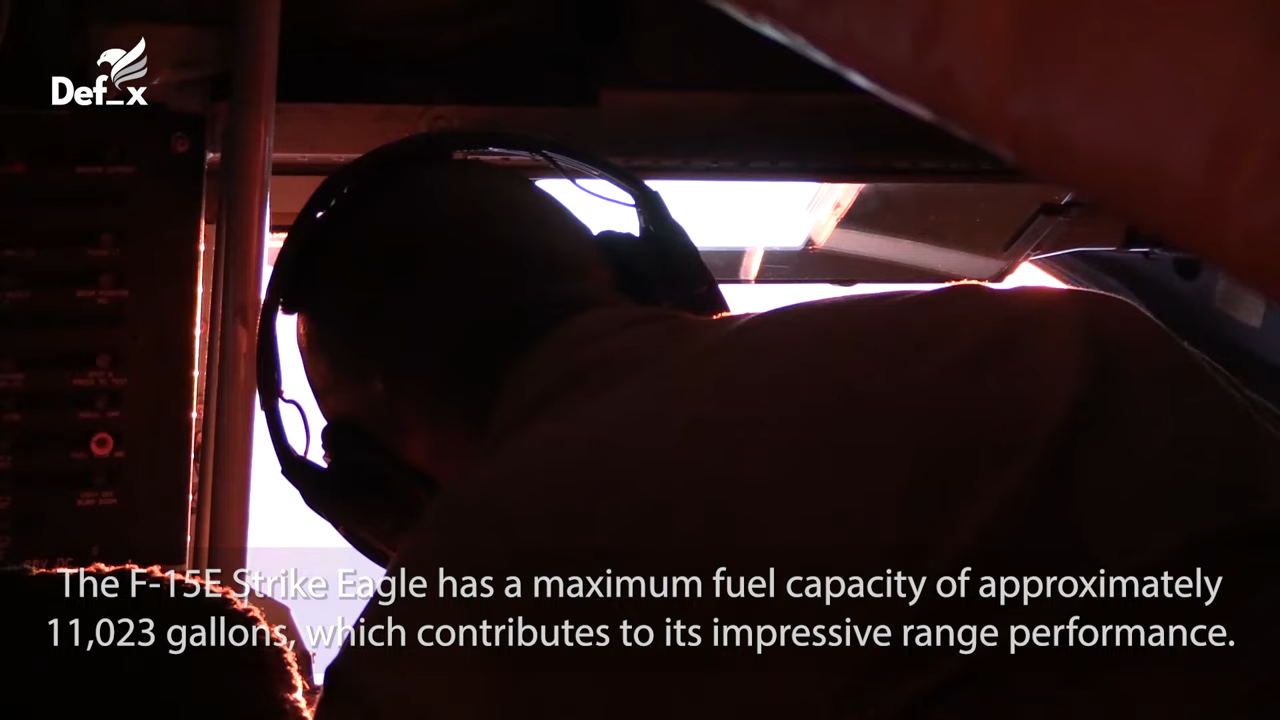 Def_x
The F-15E Strike Eagle has a maximum fuel capacity of approximately
11,023 gallons, which contributes to its impressive range performance.